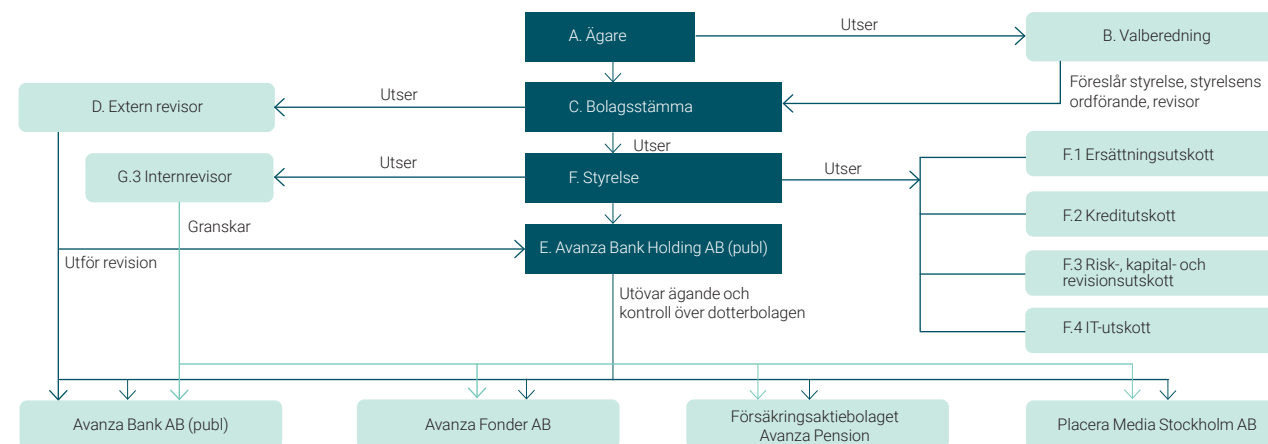 A. Ägare
Utser
B. Valberedning
Föreslår styrelse, styrelsens
ordförande, revisor
D. Extern revisor
Utser
C. Bolagsstämma
Utser
G.3 Internrevisor
Utser
F. Styrelse
Utser
F.1 Ersättningsutskott
F.2 Kreditutskott
F.3 Risk-, kapital- och
revisionsutskott
F.4 IT-utskott
Granskar
Utför revision
E. Avanza Bank Holding AB (publ)
Utövar ägande och
kontroll över dotterbolagen
Avanza Bank AB (publ)
Avanza Fonder AB
Försäkringsaktiebolaget
Avanza Pension
Placera Media Stockholm AB